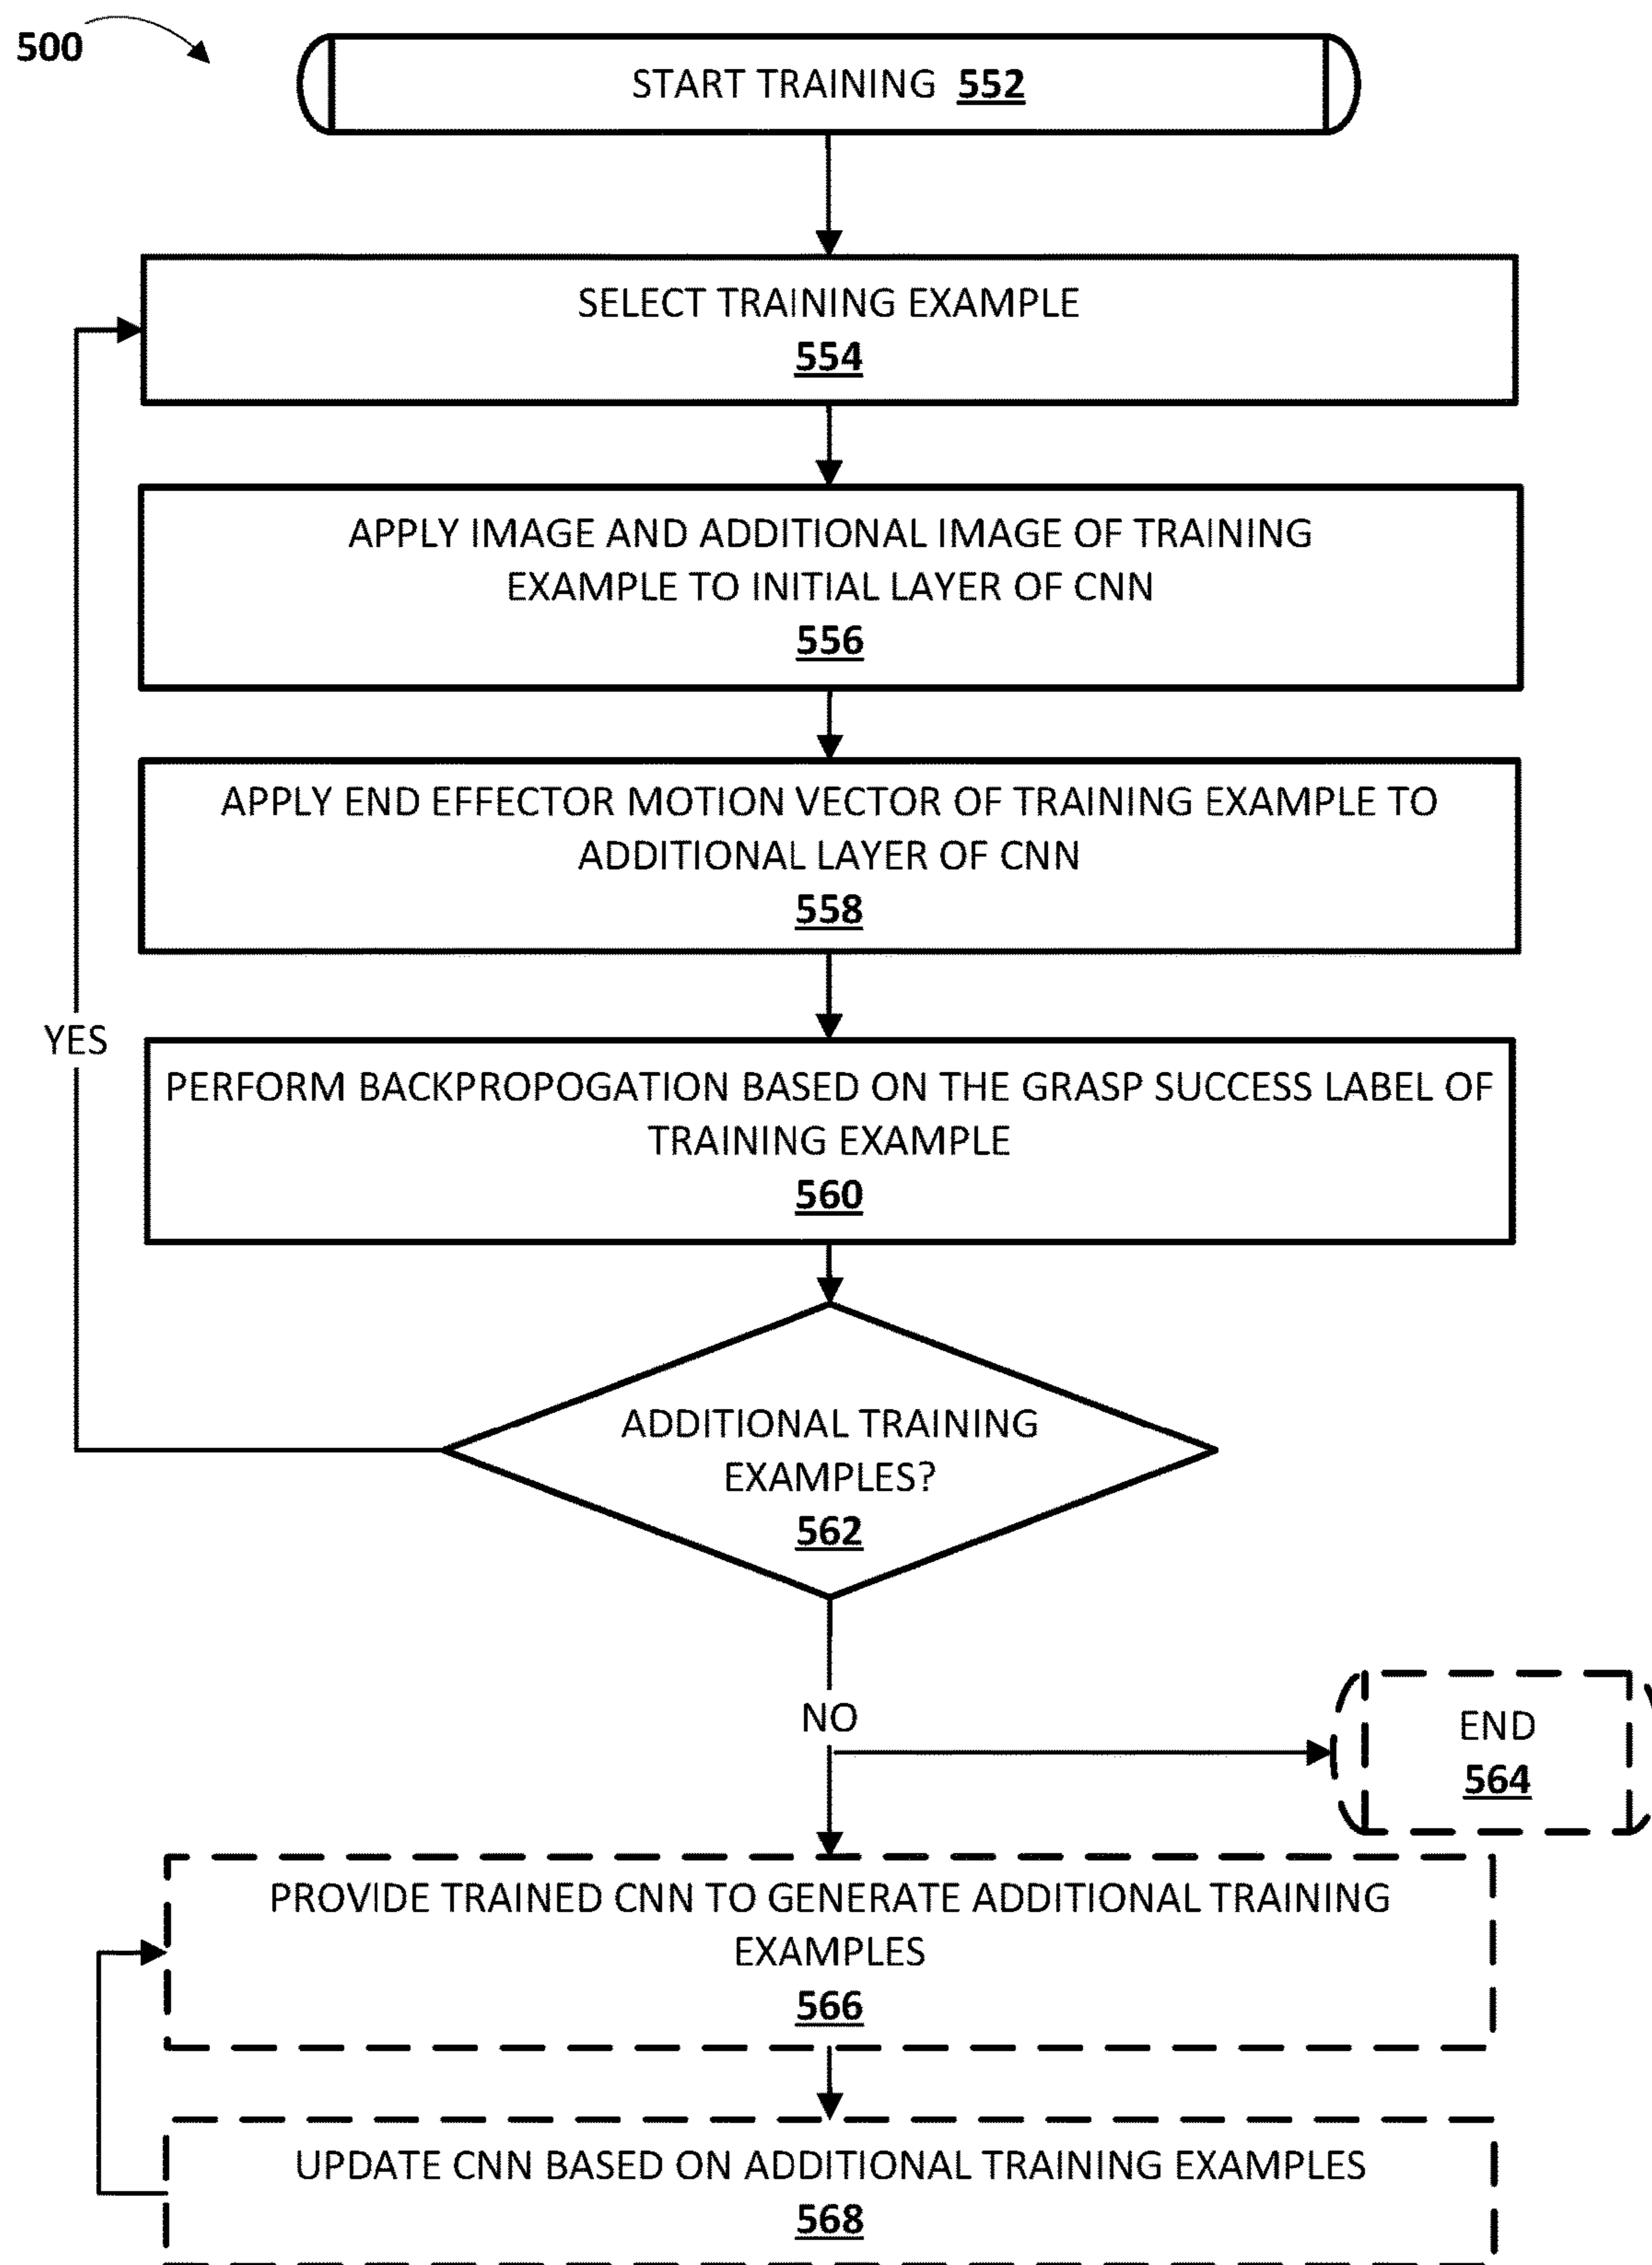 500
START TRAINING 552
SELECT TRAINING EXAMPLE
554
APPLY IMAGE AND ADDITIONAL IMAGE OF TRAINING
EXAMPLE TO INITIAL LAYER OF CNN
556
APPLY END EFFECTOR MOTION VECTOR OF TRAINING EXAMPLE TO
ADDITIONAL LAYER OF CNN
558
YES
PERFORM BACKPROPOGATION BASED ON THE GRASP SUCCESS LABEL OF
TRAINING EXAMPLE
560
ADDITIONAL TRAINING
EXAMPLES?
562
NO
END
564
PROVIDE TRAINED CNN TO GENERATE ADDITIONAL TRAINING
EXAMPLES
566
UPDATE CNN BASED ON ADDITIONAL TRAINING EXAMPLES
568